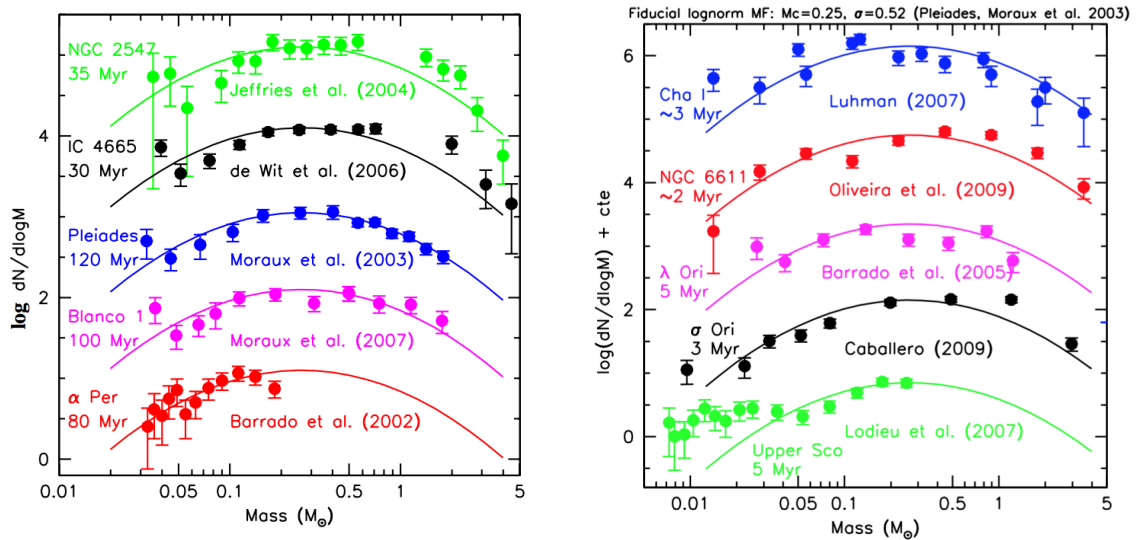 Fiducial lognorm MF: Mc=0.25, σ=0.52 (Pleiades, Moraux et al. 2003)
NGC 2547
35 Myr
Jeffries et al. (2004)
IC 4665
30 Myr
de Wit et al. (2006)
Pleiades
120 Myr
Moraux et al. (2003)
Blanco 1
100 Myr
Moraux et al. (2007)
α Per
80 Myr
Barrado et al. (2002)
log dN/dlogM
4
2
0
0.01
0.05
0.1
0.5
1
5
Mass (M☉)
Cha I
~3 Myr
Luhman (2007)
NGC 6611
~2 Myr
Oliveira et al. (2009)
λ Ori
5 Myr
Barrado et al. (2005)
σ Ori
3 Myr
Caballero (2009)
Upper Sco
5 Myr
Lodieu et al. (2007)
log(dN/dlogM) + cte
6
4
2
0
0.01
0.05
0.1
0.5
1
5
Mass (M☉)